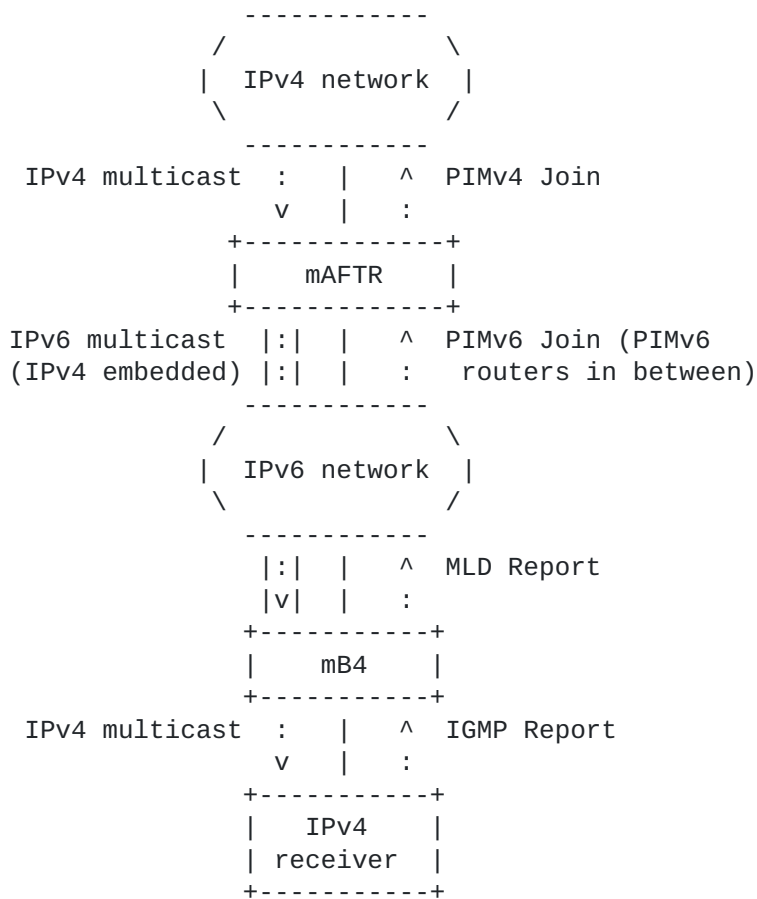 IPv4 network
IPv4 multicast : | ^ PIMv4 Join
v | :
mAFTR
IPv6 multicast |:| | ^ PIMv6 Join (PIMv6
(IPv4 embedded) |:| | : routers in between)
IPv6 network
|:| | ^ MLD Report
|v| | :
mB4
IPv4 multicast : | ^ IGMP Report
v | :
IPv4
receiver